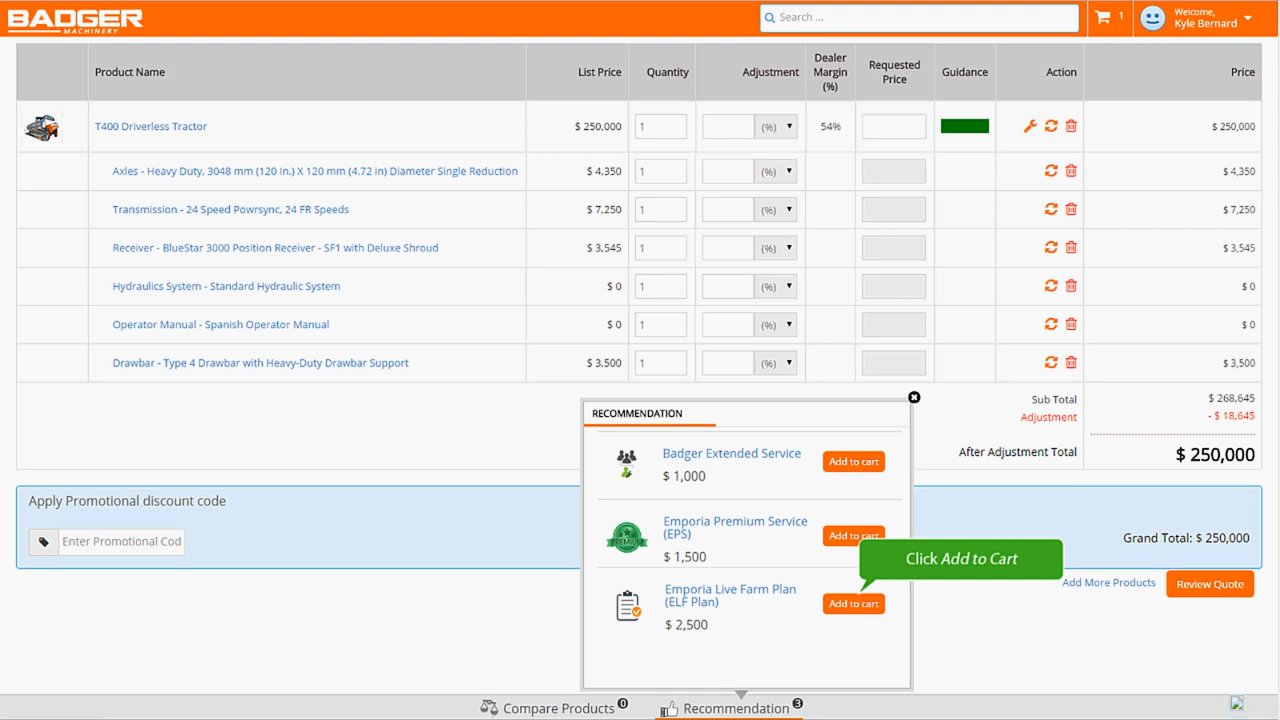 BADGER
MACHINERY
Search ...
1
Welcome,
Kyle Bernard
Product Name
List Price
Quantity
Adjustment
Dealer
Margin
(%)
Requested
Price
Guidance
Action
Price
T400 Driverless Tractor
$ 250,000
1
(%)
54%
$ 250,000
Axles - Heavy Duty, 3048 mm (120 In.) X 120 mm (4.72 in) Diameter Single Reduction
$ 4,350
1
(%)
$ 4,350
Transmission - 24 Speed Powrsync, 24 FR Speeds
$ 7,250
1
(%)
$ 7,250
Receiver - BlueStar 3000 Position Receiver - SF1 with Deluxe Shroud
$ 3,545
1
(%)
$ 3,545
Hydraulics System - Standard Hydraulic System
$ 0
1
(%)
$ 0
Operator Manual - Spanish Operator Manual
$ 0
1
(%)
$ 0
Drawbar - Type 4 Drawbar with Heavy-Duty Drawbar Support
$ 3,500
1
(%)
$ 3,500
Sub Total
$ 268,645
Adjustment
- $ 18,645
After Adjustment Total
$ 250,000
RECOMMENDATION
Badger Extended Service
$ 1,000
Add to cart
Emporia Premium Service
(EPS)
$ 1,500
Add to cart
PREMIUM
Click Add to Cart
Emporia Live Farm Plan
(ELF Plan)
$ 2,500
Add to cart
Apply Promotional discount code
Enter Promotional Cod
Grand Total: $ 250,000
Add More Products
Review Quote
Compare Products 0
Recommendation 3